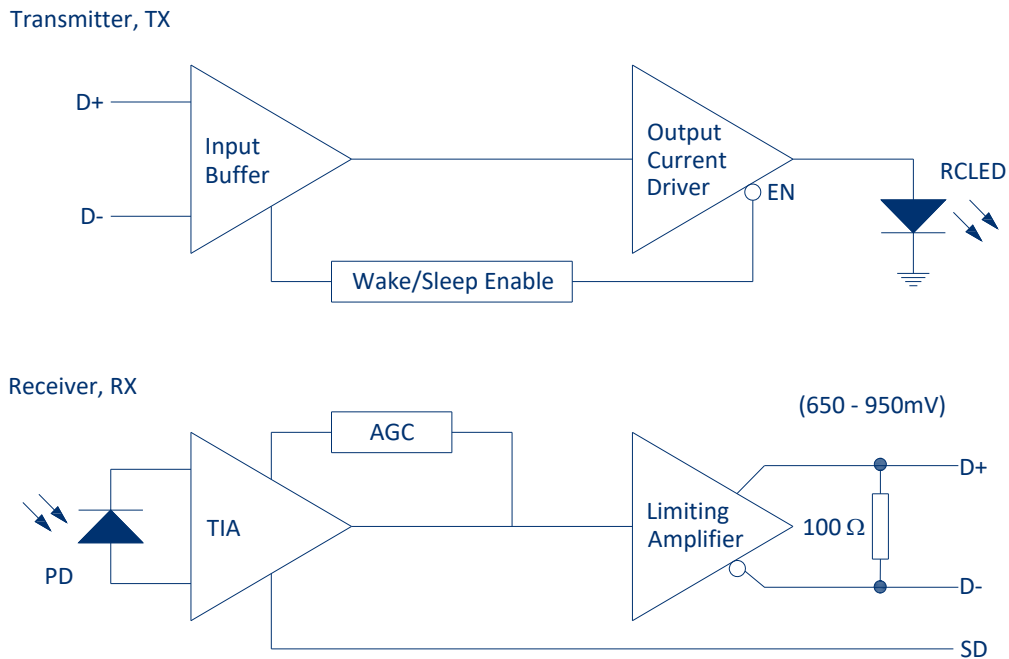 Transmitter, TX
D+
D-
Input
Buffer
Output
Current
Driver
EN
RCLED
Wake/Sleep Enable
Receiver, RX
(650 - 950mV)
AGC
PD
TIA
Limiting
Amplifier
100 Ω
D+
D-
SD